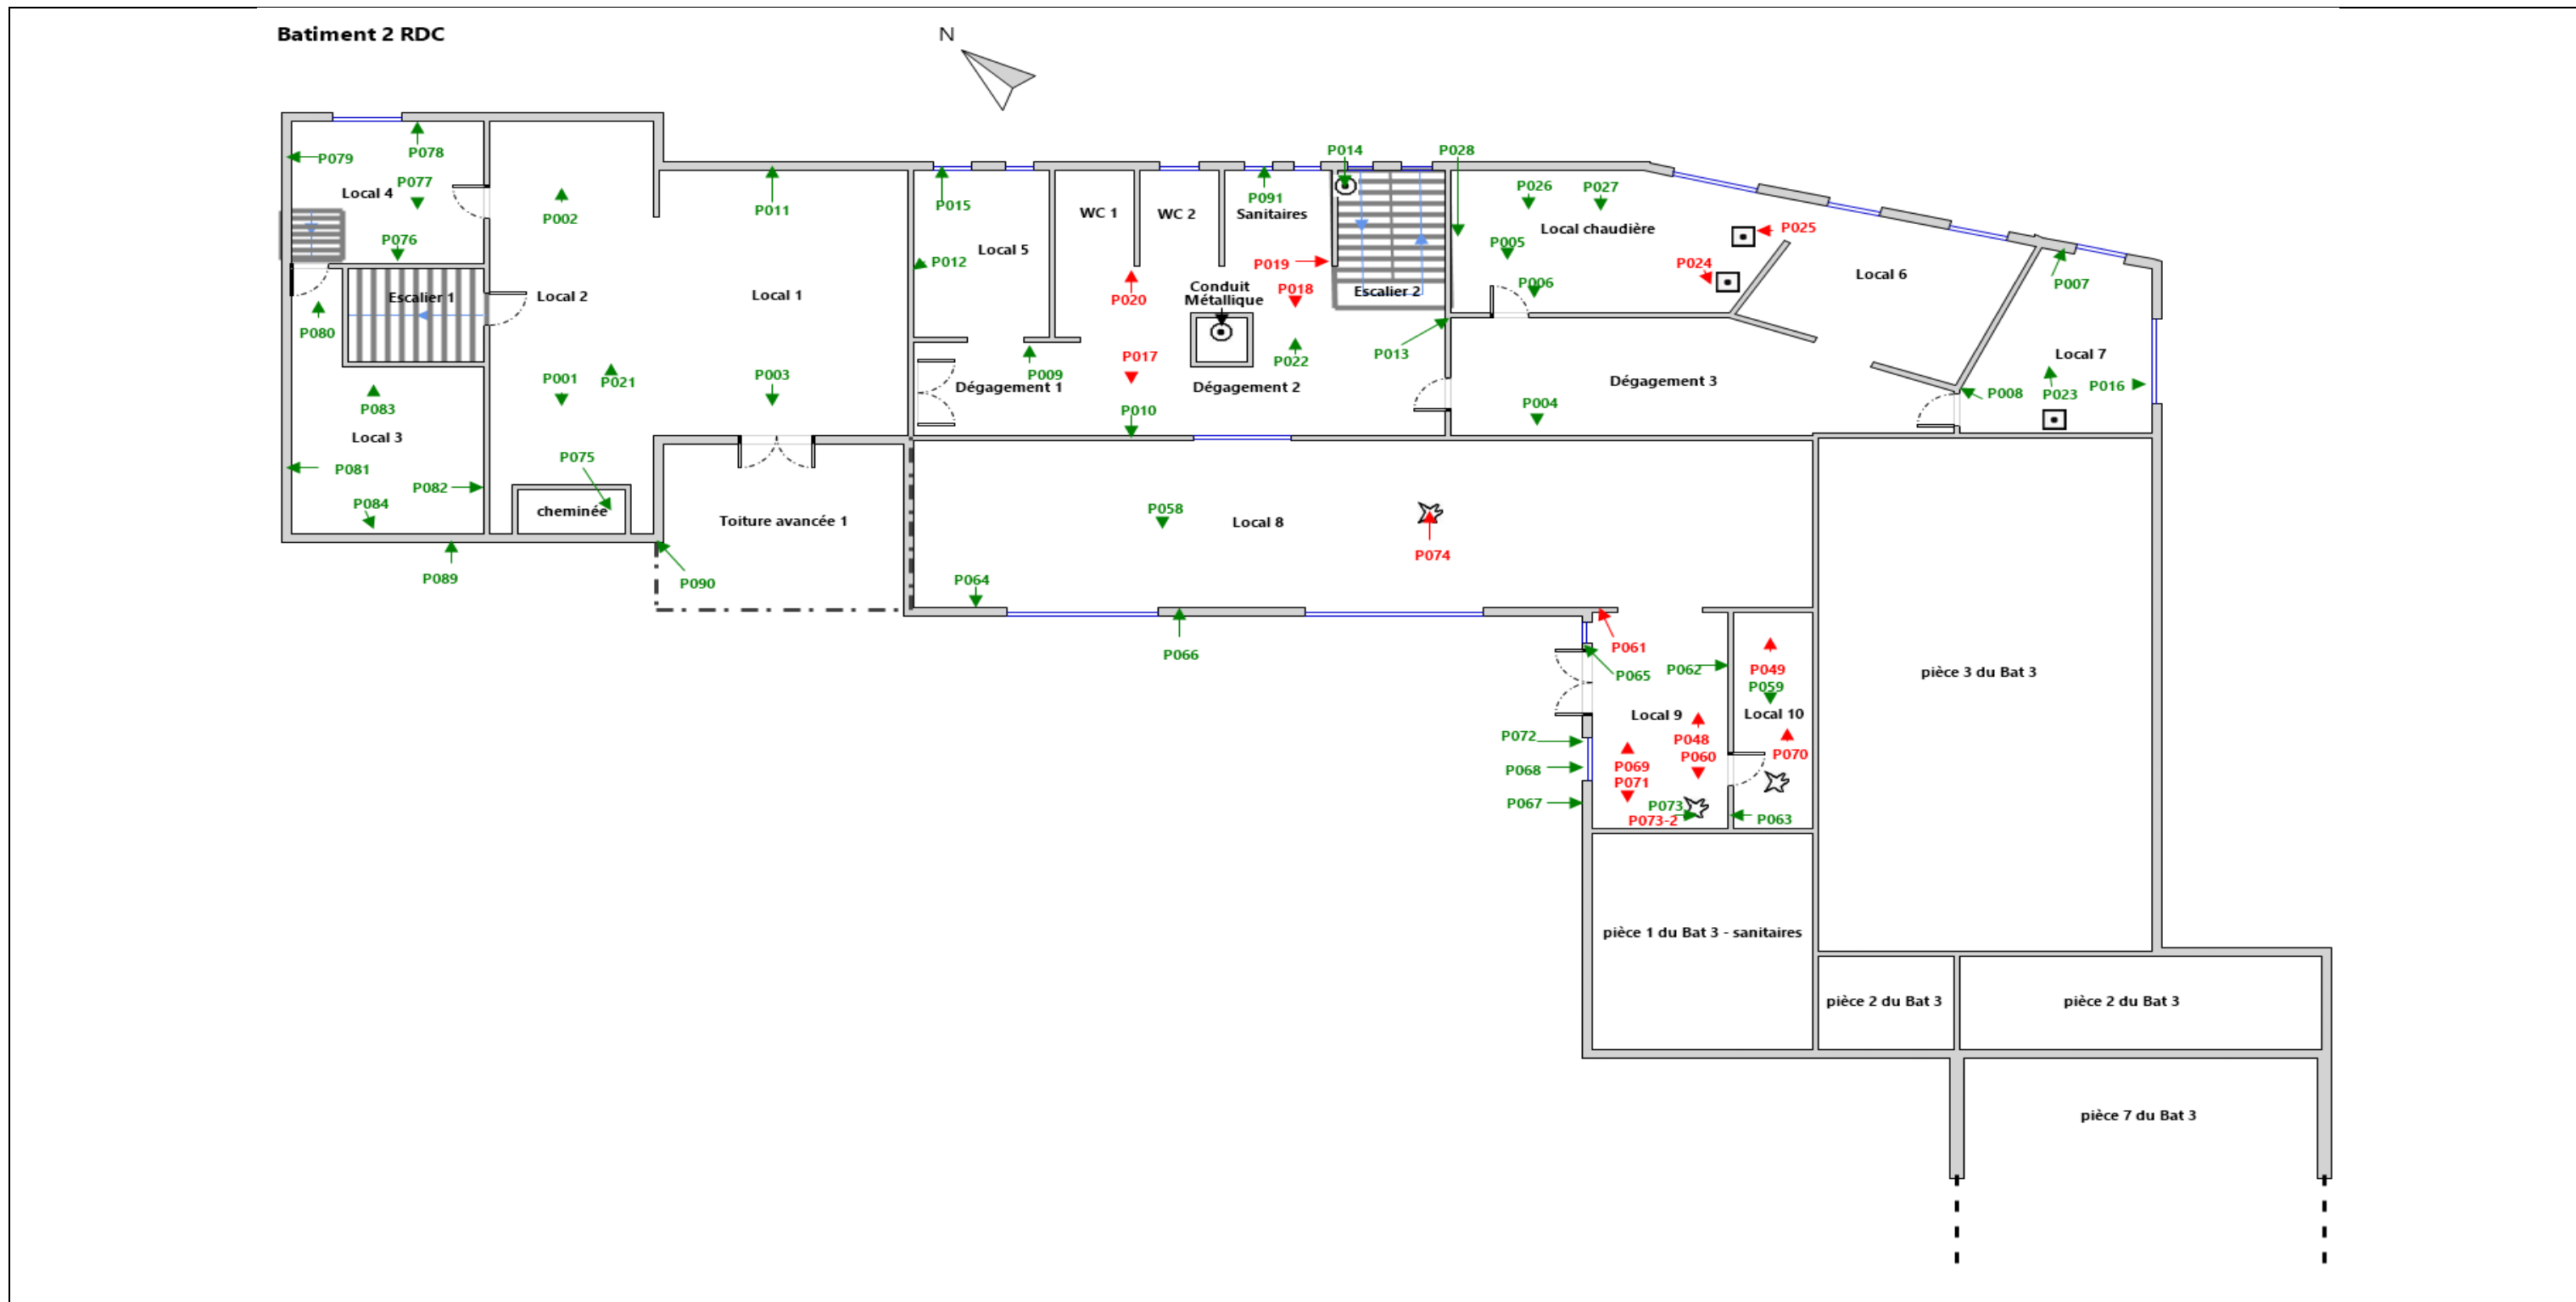 Batiment 2 RDC
N
P014
P028
P079
P078
P077
Local 4
P002
P011
P015
WC 1
WC 2
P091
Sanitaires
P026
P027
Local chaudière
P025
P076
P012
Local 5
P019
P005
P024
Local 6
P007
Escalier 1
Local 2
Local 1
P020
Conduit
Métallique
P018
Escalier 2
P006
P080
P017
P022
P013
Local 7
P001
P021
P003
P009
Dégagement 1
Dégagement 2
Dégagement 3
P023
P016
P008
P083
P010
P004
Local 3
P081
P075
P082
P084
cheminée
Toiture avancée 1
P058
Local 8
P074
P089
P090
P064
P066
P061
P065
P062
P049
P059
pièce 3 du Bat 3
Local 9
Local 10
P072
P048
P060
P070
P068
P069
P071
P067
P073
P073-2
P063
pièce 1 du Bat 3 - sanitaires
pièce 2 du Bat 3
pièce 2 du Bat 3
pièce 7 du Bat 3